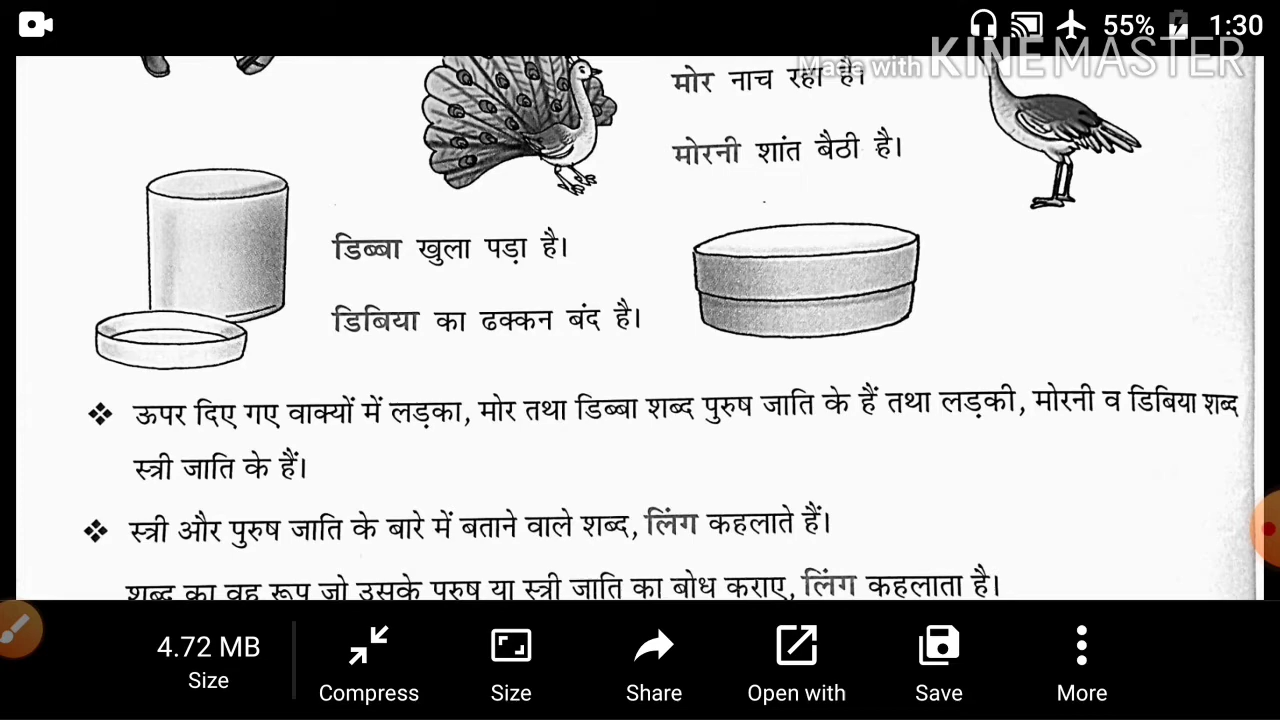 55% 1:30
Made with KINEMASTER
मोर नाच रहा है।
मोरनी शांत बैठी है।
डिब्बा खुला पड़ा है।
डिबिया का ढक्कन बंद है।
❖ ऊपर दिए गए वाक्यों में लड़का, मोर तथा डिब्बा शब्द पुरुष जाति के हैं तथा लड़की, मोरनी व डिबिया शब्द
स्त्री जाति के हैं।
❖ स्त्री और पुरुष जाति के बारे में बताने वाले शब्द, लिंग कहलाते हैं।
शब्द का वह रूप जो उसके पुरुष या स्त्री जाति का बोध कराए, लिंग कहलाता है।
4.72 MB
Size
Compress
Size
Share
Open with
Save
More